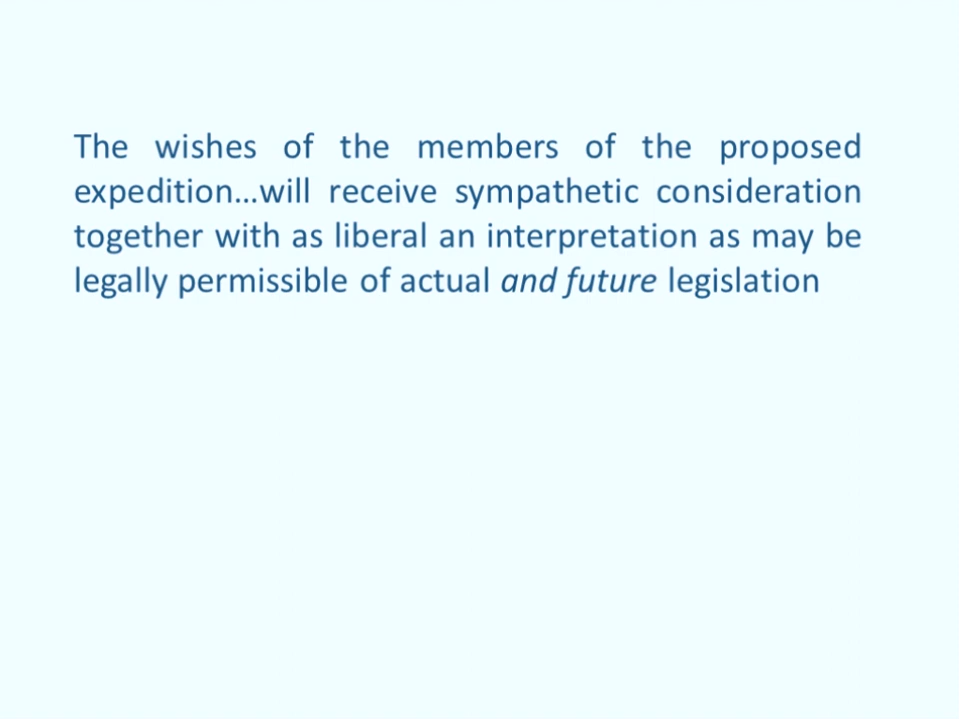 The wishes of the members of the proposed
expedition…will receive sympathetic consideration
together with as liberal an interpretation as may be
legally permissible of actual and future legislation